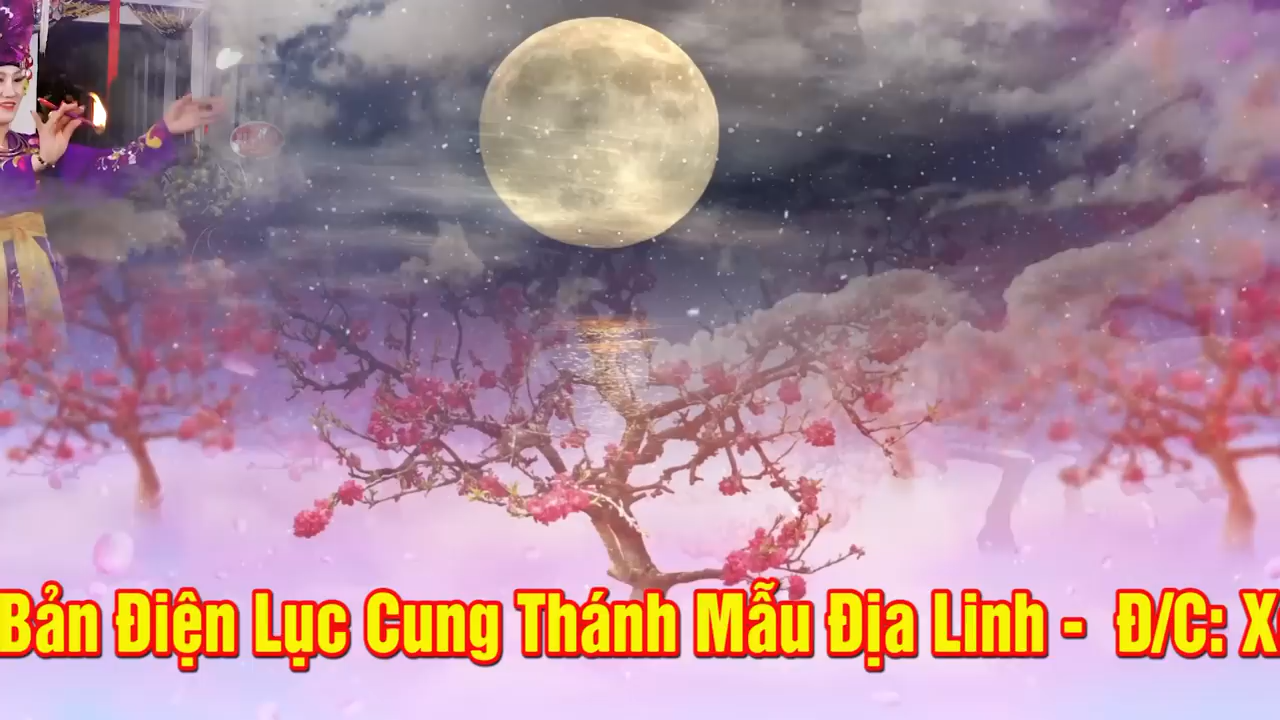 Bản Điện Lục Cung Thánh Mẫu Địa Linh - Đ/C: X